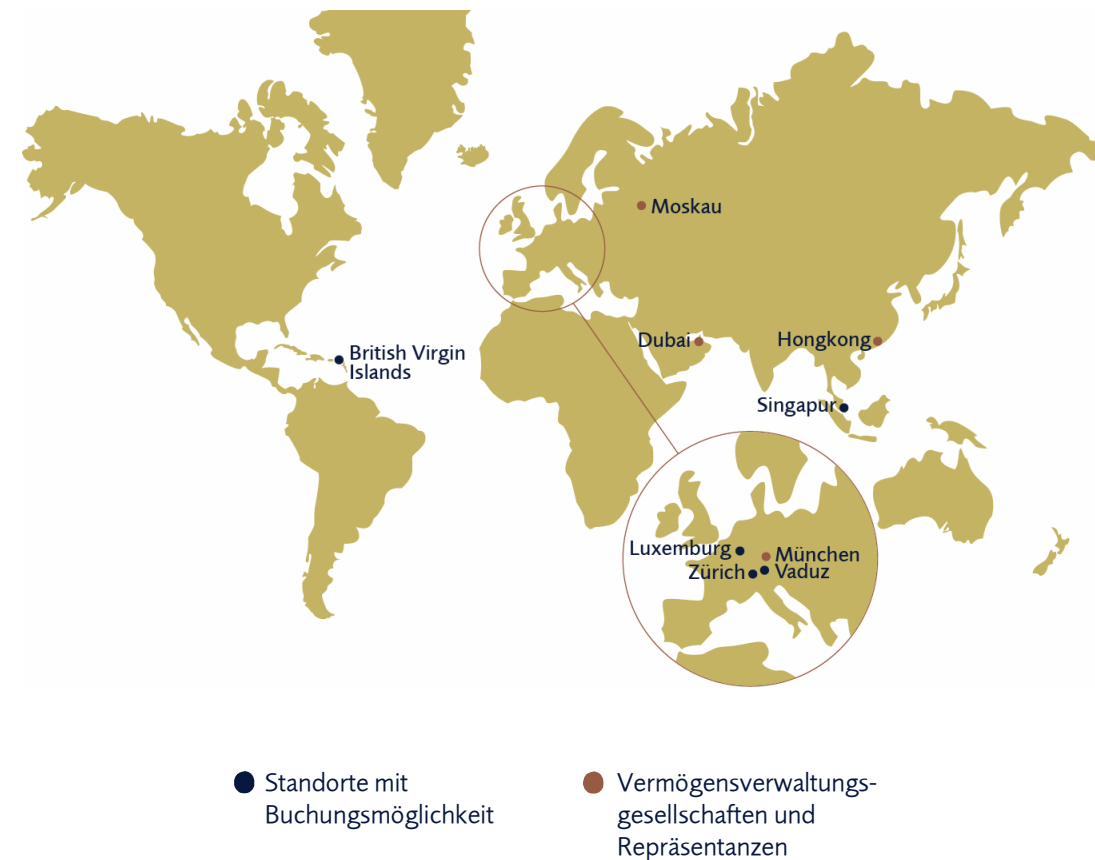 Moskau
Dubai
Hongkong
British Virgin
Islands
Singapur
Luxemburg
München
Zürich
Vaduz
Standorte mit
Buchungsmöglichkeit
Vermögensverwaltungs-
gesellschaften und
Repräsentanzen